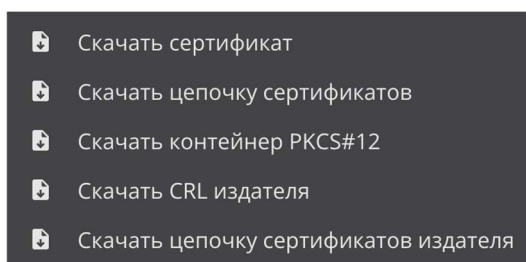 Скачать сертификат
Скачать цепочку сертификатов
Скачать контейнер PKCS#12
Скачать CRL издателя
Скачать цепочку сертификатов издателя